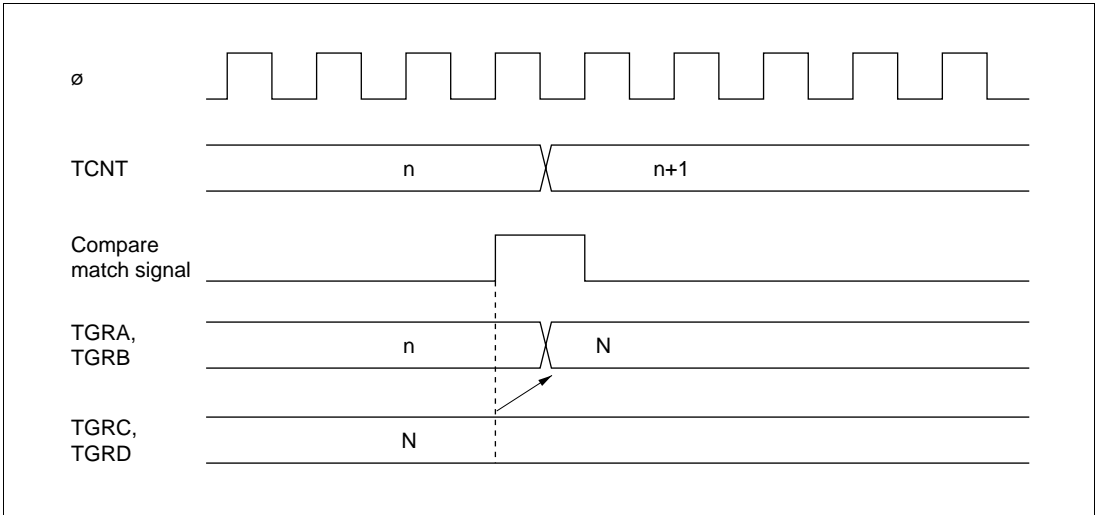 ø
TCNT
n
n+1
Compare
match signal
TGRA,
TGRB
n
N
TGRC,
TGRD
N